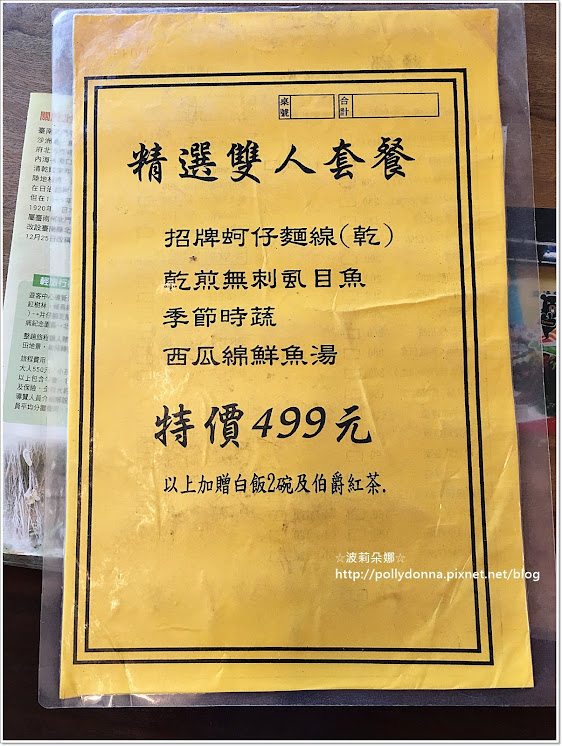 桌號
合計
精選雙人套餐
招牌蚵仔麵線(乾)
乾煎無刺虱目魚
季節時蔬
西瓜綿鮮魚湯
特價499元
以上加贈白飯2碗及伯爵紅茶.
☆波莉朵娜☆
http://pollydonna.pixnet.net/blog